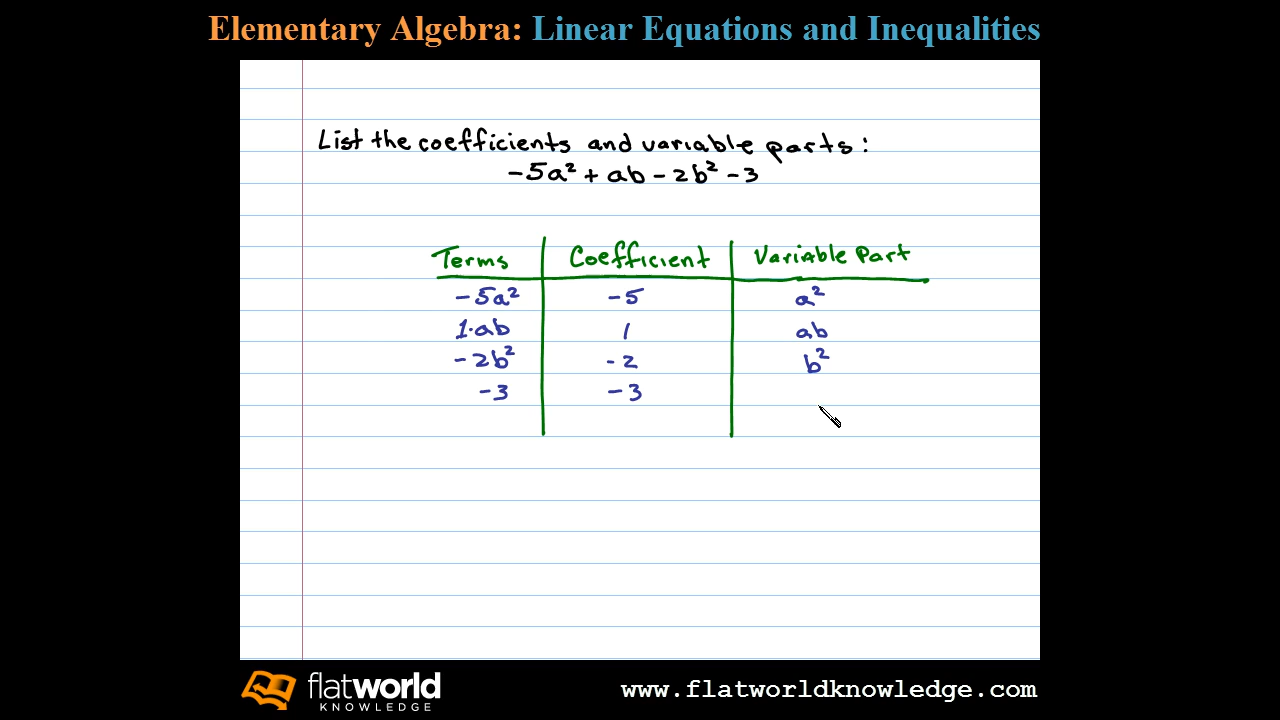 Elementary Algebra: Linear Equations and Inequalities
List the coefficients and variable parts:
-5a² + ab - 2b² - 3
Terms Coefficient Variable Part
-5a² -5 a²
1·ab 1 ab
-2b² -2 b²
-3 -3
flatworld
KNOWLEDGE
www.flatworldknowledge.com